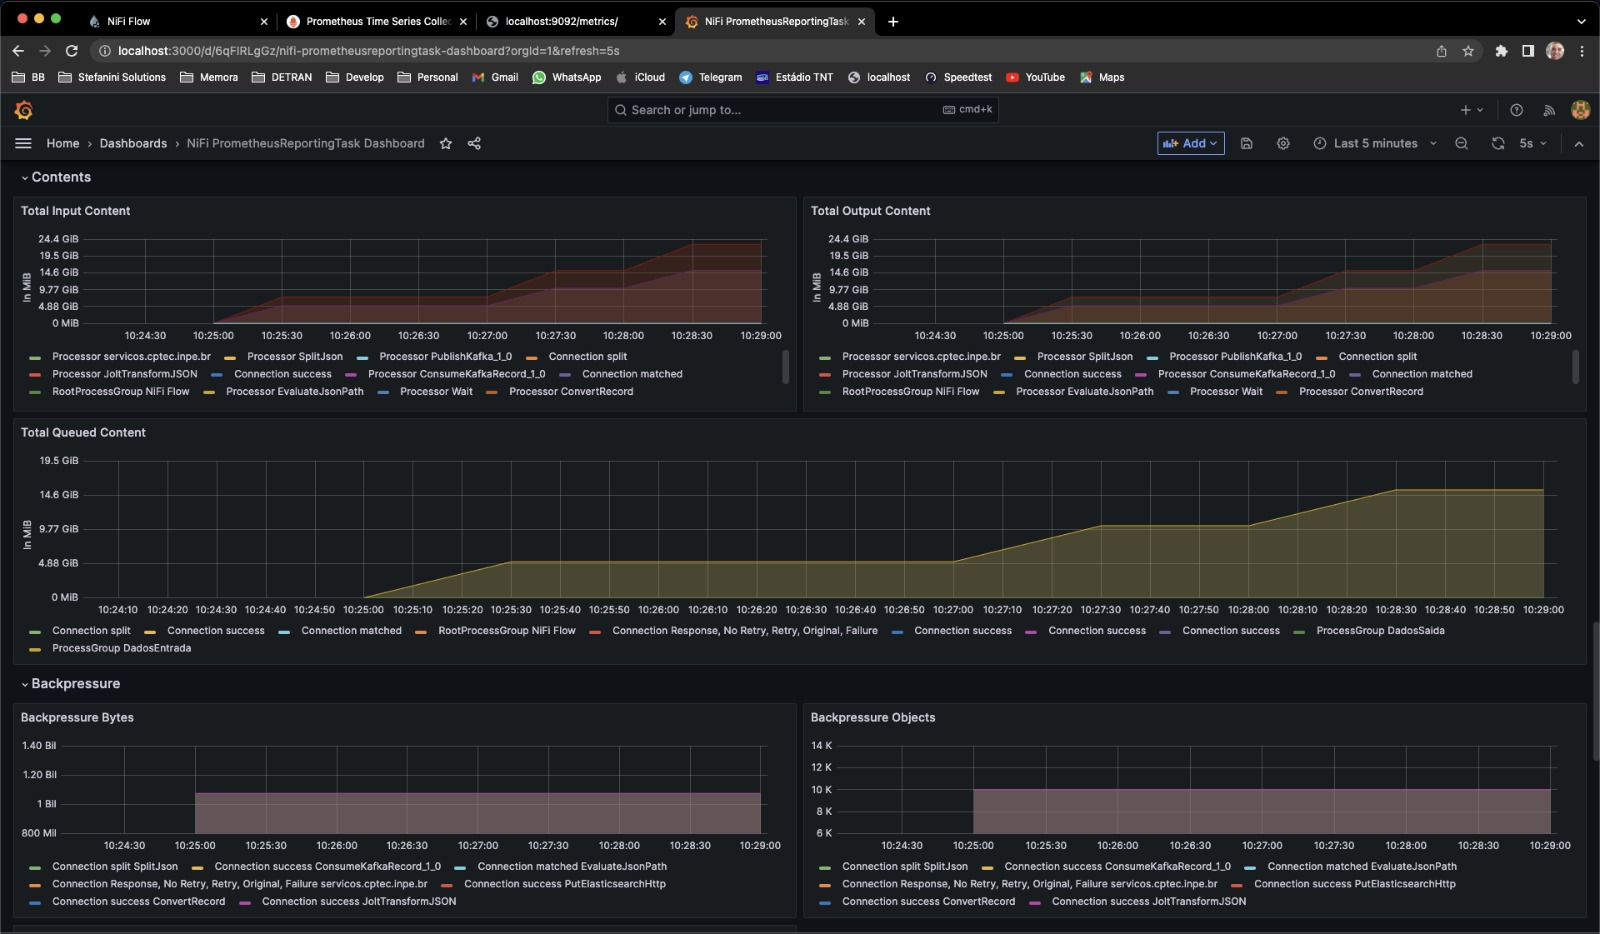 NiFi Flow
Prometheus Time Series Collec
localhost:9092/metrics/
NiFi PrometheusReportingTask
localhost:3000/d/6qFIRLgGz/nifi-prometheusreportingtask-dashboard?orgId=1&refresh=5s
BB Stefanini Solutions Memora DETRAN Develop Personal Gmail WhatsApp iCloud Telegram Estádio TNT localhost Speedtest YouTube Maps
Search or jump to... cmd+k
Home › Dashboards › NiFi PrometheusReportingTask Dashboard
Add Last 5 minutes 5s
Contents
Total Input Content
24.4 GiB
19.5 GiB
14.6 GiB
9.77 GiB
4.88 GiB
0 MiB
In MiB
10:24:30 10:25:00 10:25:30 10:26:00 10:26:30 10:27:00 10:27:30 10:28:00 10:28:30 10:29:00
Processor servicos.cptec.inpe.br Processor SplitJson Processor PublishKafka_1_0 Connection split
Processor JoltTransformJSON Connection success Processor ConsumeKafkaRecord_1_0 Connection matched
RootProcessGroup NiFi Flow Processor EvaluateJsonPath Processor Wait Processor ConvertRecord
Total Output Content
24.4 GiB
19.5 GiB
14.6 GiB
9.77 GiB
4.88 GiB
0 MiB
In MiB
10:24:30 10:25:00 10:25:30 10:26:00 10:26:30 10:27:00 10:27:30 10:28:00 10:28:30 10:29:00
Processor servicos.cptec.inpe.br Processor SplitJson Processor PublishKafka_1_0 Connection split
Processor JoltTransformJSON Connection success Processor ConsumeKafkaRecord_1_0 Connection matched
RootProcessGroup NiFi Flow Processor EvaluateJsonPath Processor Wait Processor ConvertRecord
Total Queued Content
19.5 GiB
14.6 GiB
9.77 GiB
4.88 GiB
0 MiB
In MiB
10:24:10 10:24:20 10:24:30 10:24:40 10:24:50 10:25:00 10:25:10 10:25:20 10:25:30 10:25:40 10:25:50 10:26:00 10:26:10 10:26:20 10:26:30 10:26:40 10:26:50 10:27:00 10:27:10 10:27:20 10:27:30 10:27:40 10:27:50 10:28:00 10:28:10 10:28:20 10:28:30 10:28:40 10:28:50 10:29:00
Connection split Connection success Connection matched RootProcessGroup NiFi Flow Connection Response, No Retry, Retry, Original, Failure Connection success Connection success Connection success ProcessGroup DadosSaida
ProcessGroup DadosEntrada
Backpressure
Backpressure Bytes
1.40 Bil
1.20 Bil
1 Bil
800 Mil
10:24:30 10:25:00 10:25:30 10:26:00 10:26:30 10:27:00 10:27:30 10:28:00 10:28:30 10:29:00
Connection split SplitJson Connection success ConsumeKafkaRecord_1_0 Connection matched EvaluateJsonPath
Connection Response, No Retry, Retry, Original, Failure servicos.cptec.inpe.br Connection success PutElasticsearchHttp
Connection success ConvertRecord Connection success JoltTransformJSON
Backpressure Objects
14 K
12 K
10 K
8 K
6 K
10:24:30 10:25:00 10:25:30 10:26:00 10:26:30 10:27:00 10:27:30 10:28:00 10:28:30 10:29:00
Connection split SplitJson Connection success ConsumeKafkaRecord_1_0 Connection matched EvaluateJsonPath
Connection Response, No Retry, Retry, Original, Failure servicos.cptec.inpe.br Connection success PutElasticsearchHttp
Connection success ConvertRecord Connection success JoltTransformJSON